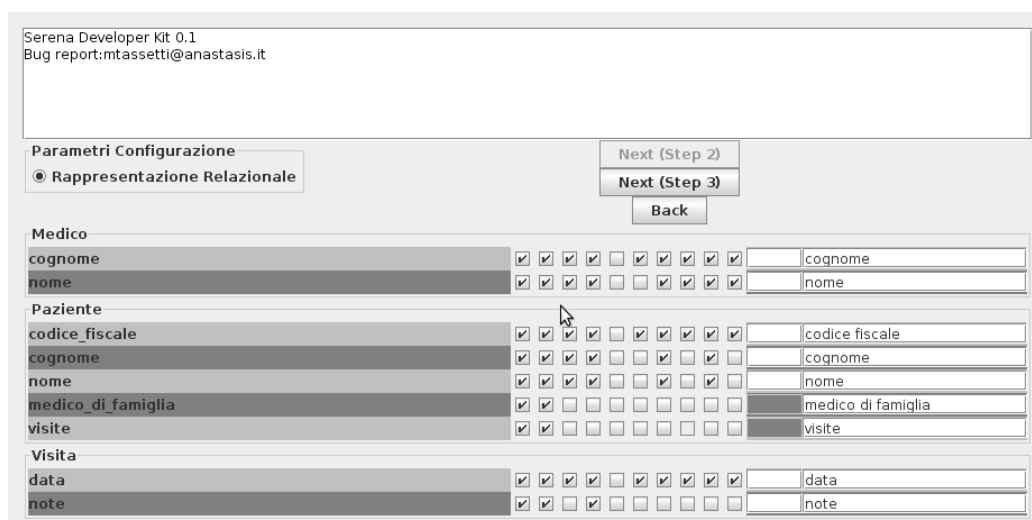 Serena Developer Kit 0.1
Bug report:mtassetti@anastasis.it
Parametri Configurazione
Rappresentazione Relazionale
Next (Step 2)
Next (Step 3)
Back
Medico
cognome cognome
nome nome
Paziente
codice_fiscale codice fiscale
cognome cognome
nome nome
medico_di_famiglia medico di famiglia
visite visite
Visita
data data
note note